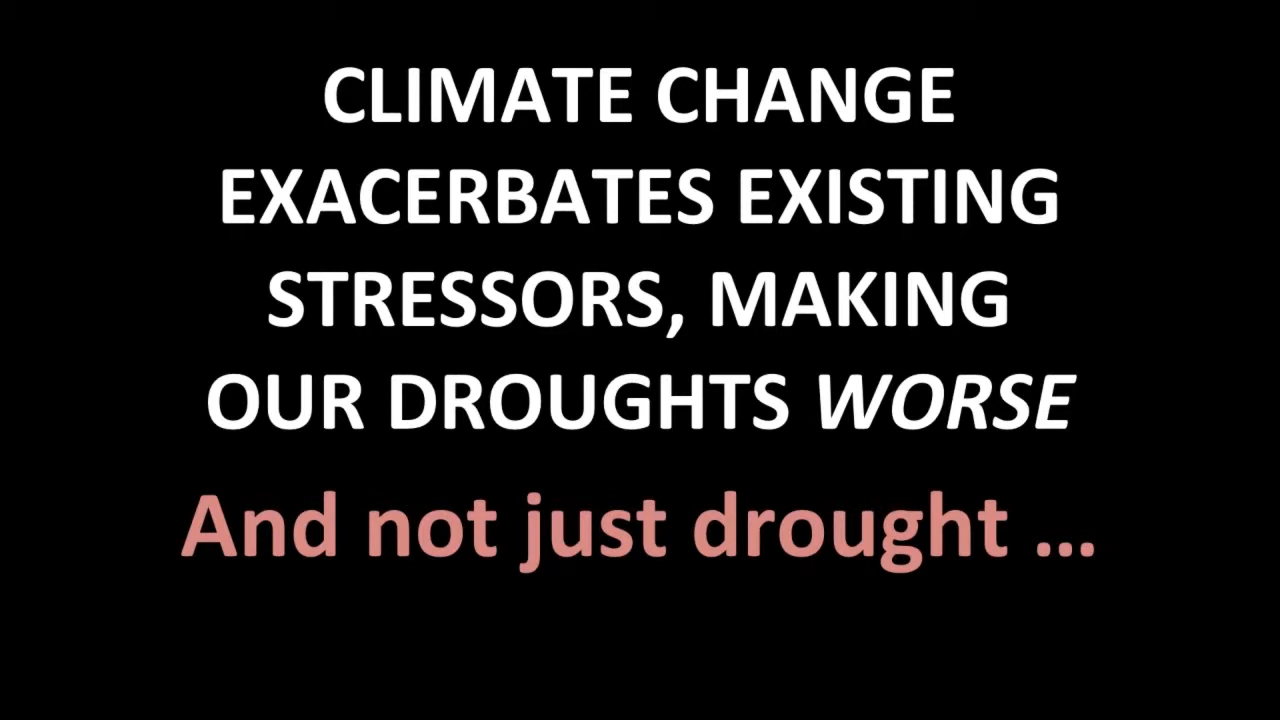 CLIMATE CHANGE
EXACERBATES EXISTING
STRESSORS, MAKING
OUR DROUGHTS WORSE
And not just drought ...